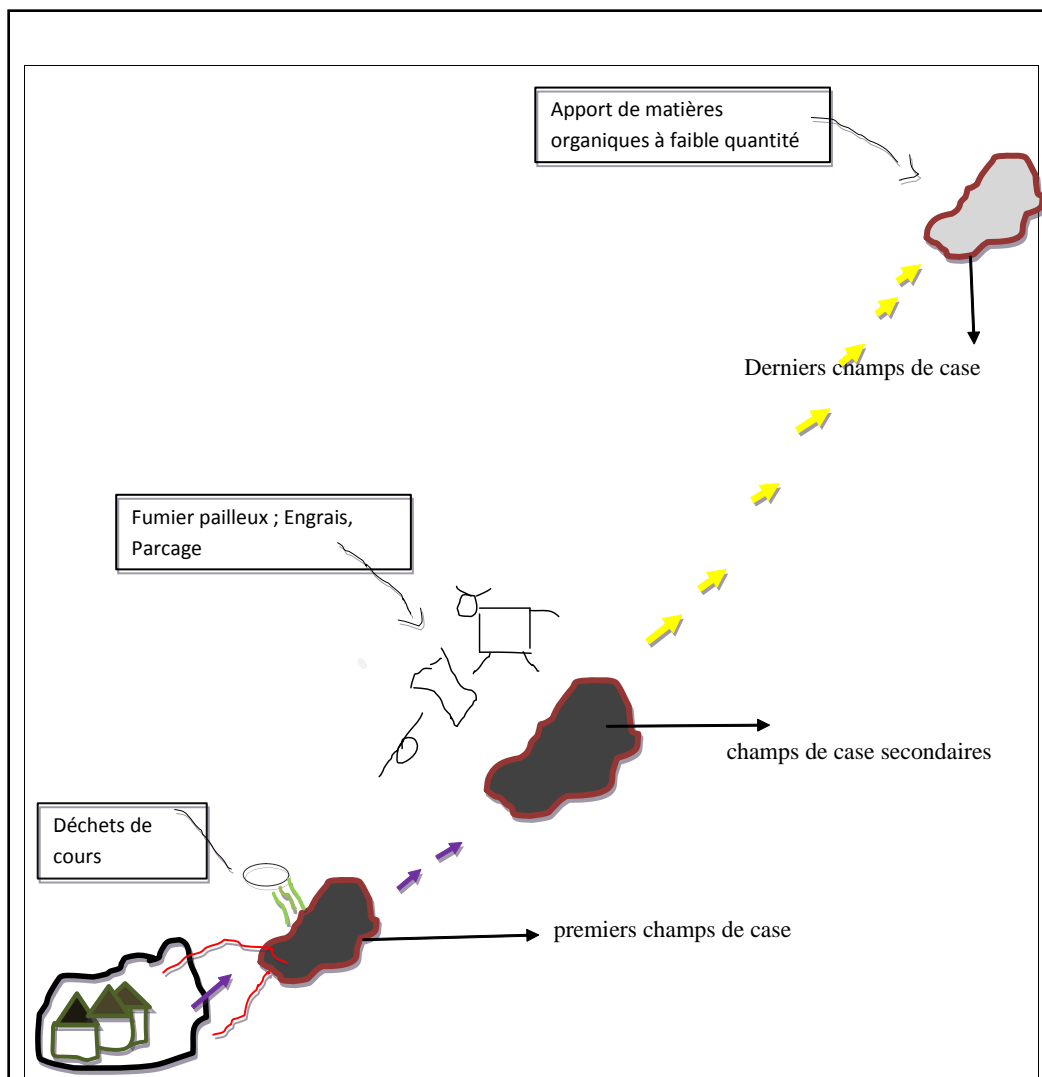 Apport de matières
organiques à faible quantité
Derniers champs de case
Fumier pailleux ; Engrais,
Parcage
champs de case secondaires
Déchets de
cours
premiers champs de case